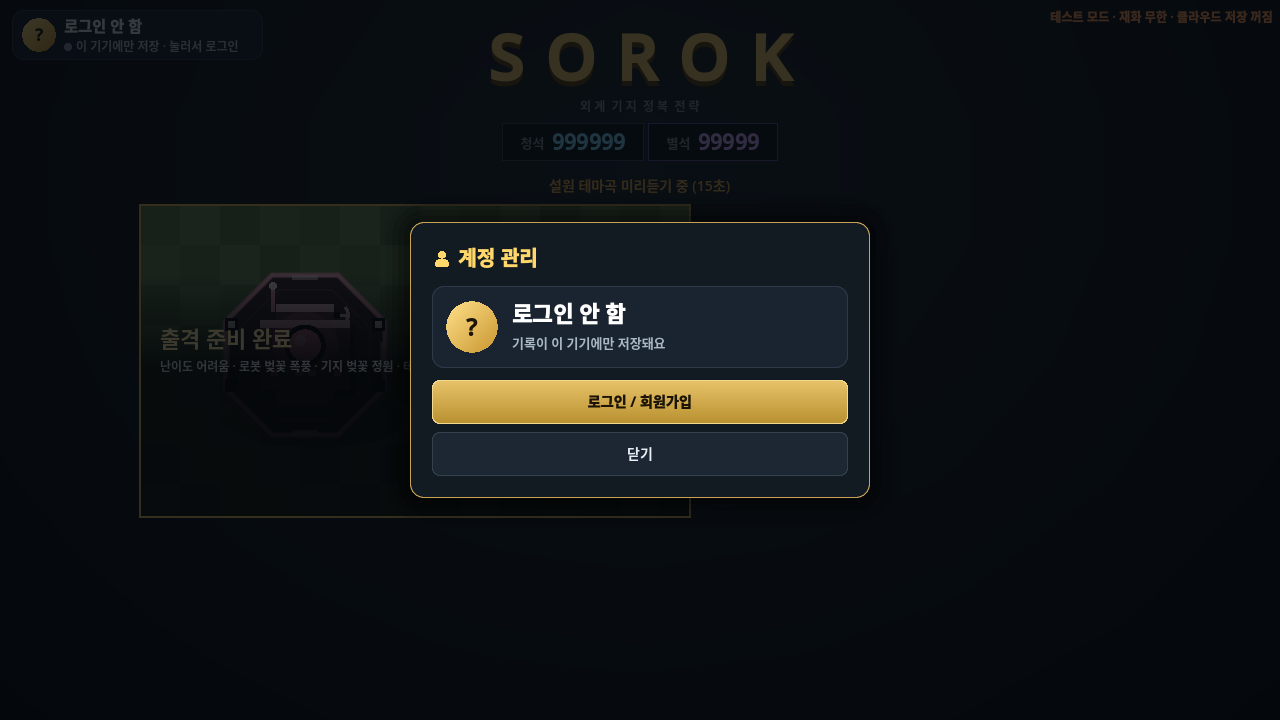 ? 로그인 안 함
이 기기에만 저장 · 눌러서 로그인
테스트 모드 · 재화 무한 · 클라우드 저장 꺼짐
SOROK
외계 기지 정복 전략
청석 999999 별석 99999
설원 테마곡 미리듣기 중 (15초)
출격 준비 완료
난이도 어려움 · 로봇 벚꽃 폭풍 · 기지 벚꽃 정원 ·
계정 관리
? 로그인 안 함
기록이 이 기기에만 저장돼요
로그인 / 회원가입
닫기